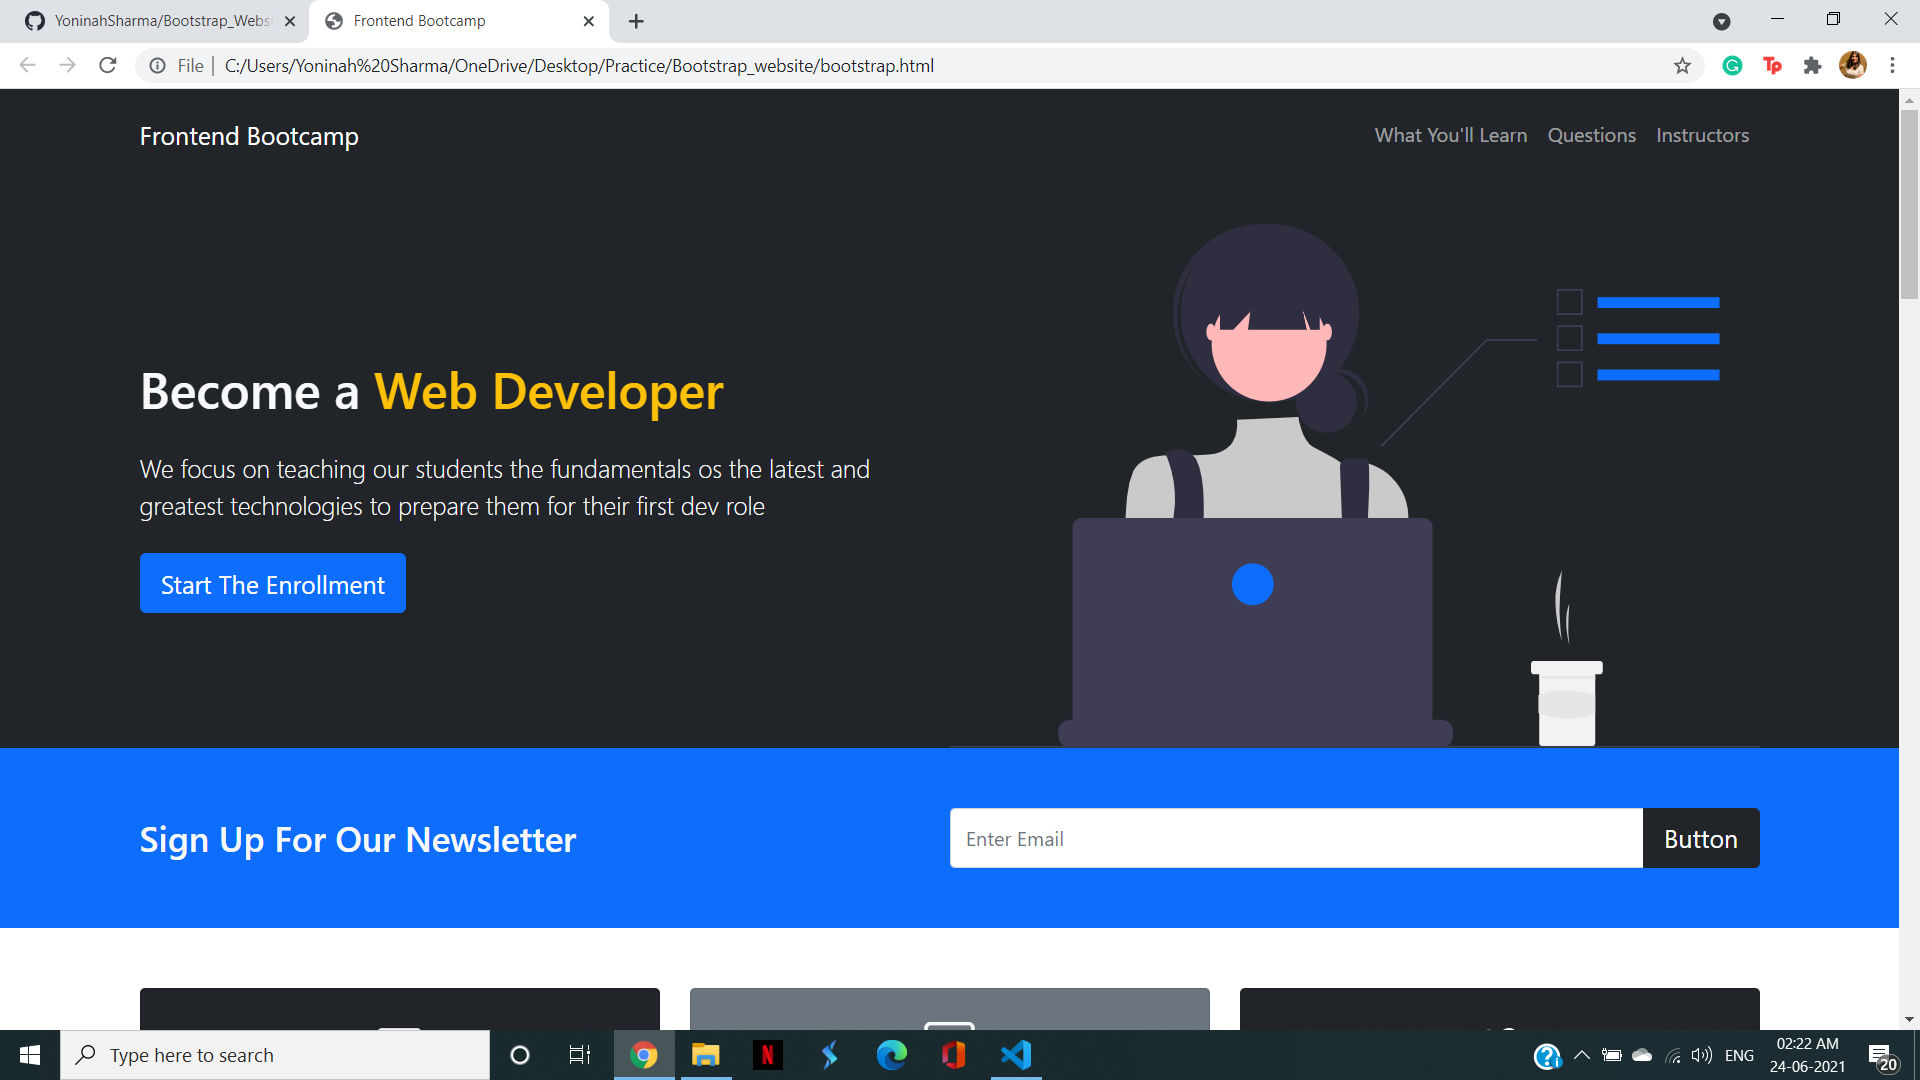 YoninahSharma/Bootstrap_Websi
Frontend Bootcamp
File
C:/Users/Yoninah%20Sharma/OneDrive/Desktop/Practice/Bootstrap_website/bootstrap.html
Tp
Frontend Bootcamp
What You'll Learn Questions Instructors
Become a Web Developer
We focus on teaching our students the fundamentals os the latest and
greatest technologies to prepare them for their first dev role
Start The Enrollment
Sign Up For Our Newsletter
Enter Email
Button
Type here to search
N
ENG
02:22 AM
24-06-2021
20